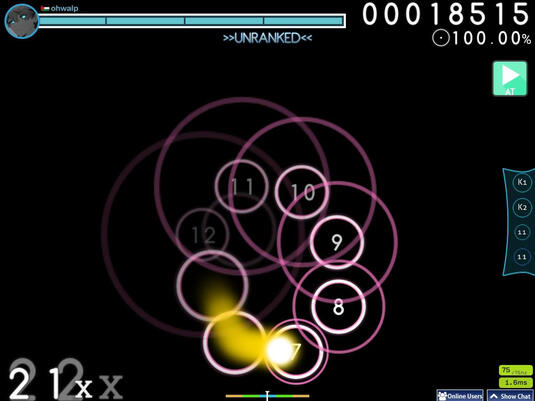 ohwalp
00018515
>>UNRANKED<<
100.00%
AT
K1
11
10
K2
12
9
11
11
8
7
21x
75 /75Hz
1.6ms
Online Users
Show Chat